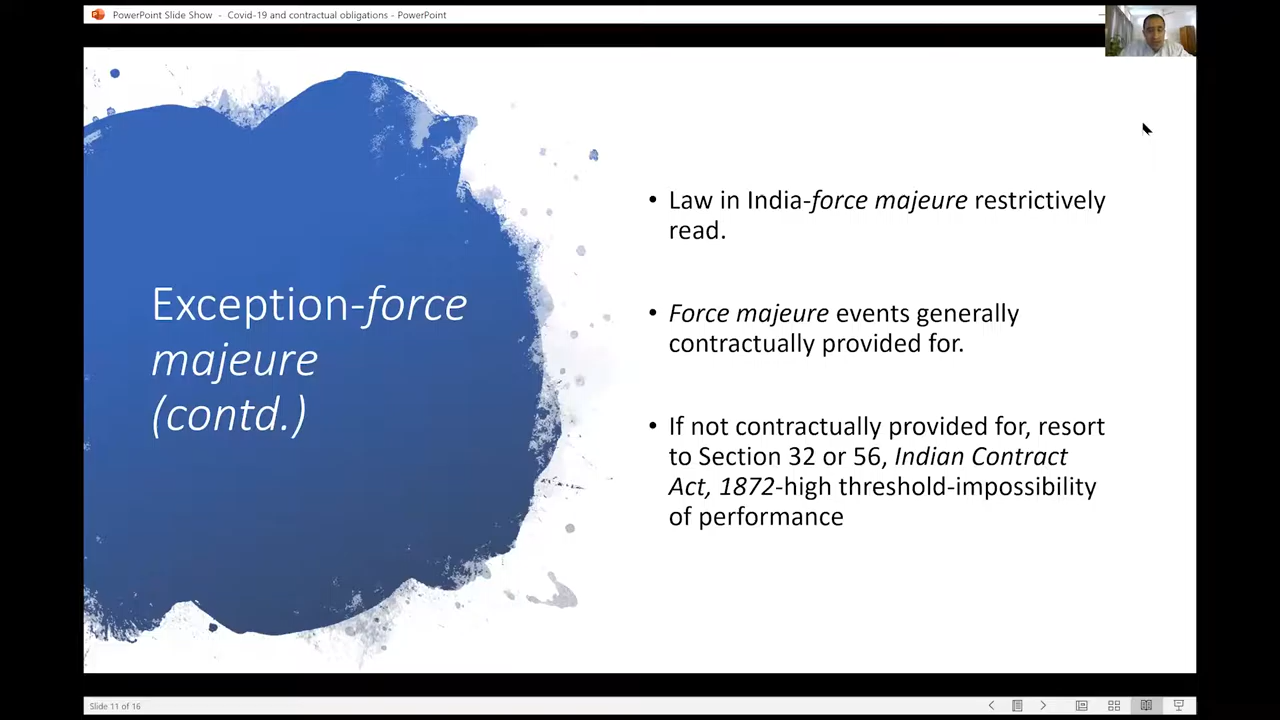 PowerPoint Slide Show - Covid-19 and contractual obligations - PowerPoint
Exception-force
majeure
(contd.)
• Law in India-force majeure restrictively
read.
• Force majeure events generally
contractually provided for.
• If not contractually provided for, resort
to Section 32 or 56, Indian Contract
Act, 1872-high threshold-impossibility
of performance
Slide 11 of 16